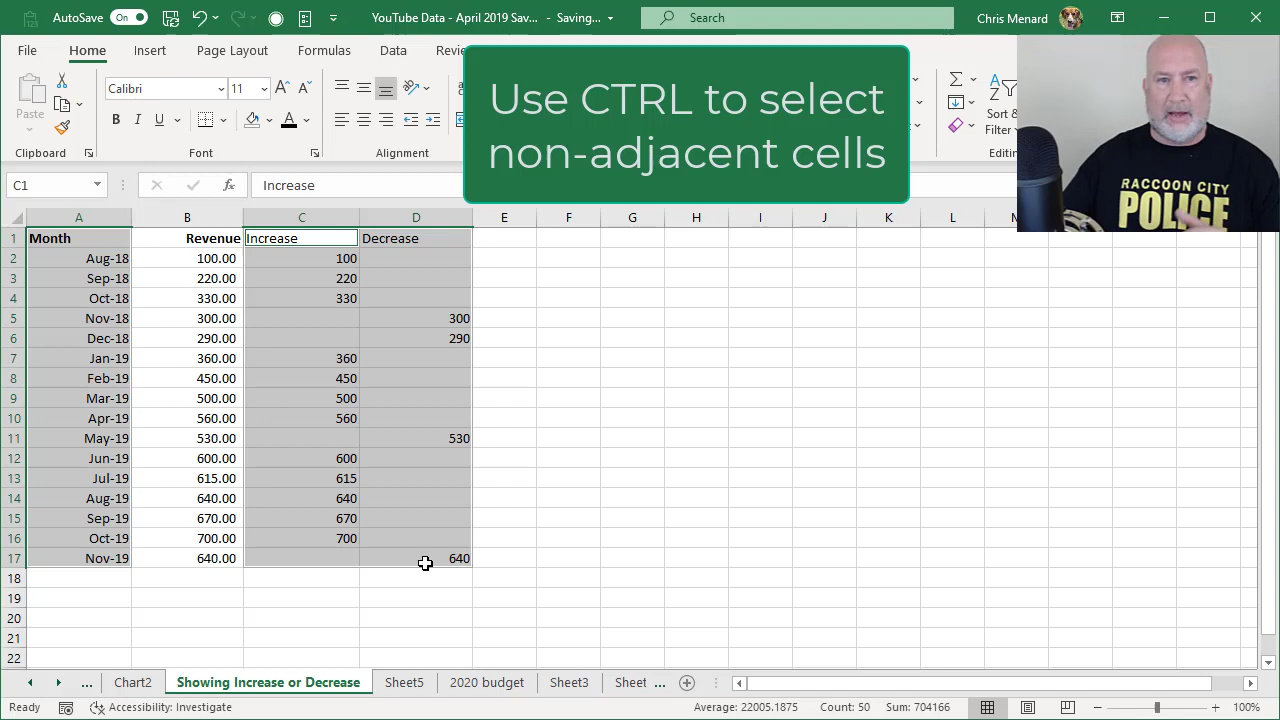 AutoSave On YouTube Data - April 2019 Sav... - Saving... Search Chris Menard
File Home Insert Page Layout Formulas Data
Use CTRL to select
non-adjacent cells
Paste Calibri 11 B I U A Sort &
Filter
Clipboard Font Alignment Editin
RACCOON CITY
POLICE
C1 fx Increase
A B C D E F G H I J K L
1 Month Revenue Increase Decrease
2 Aug-18 100.00 100
3 Sep-18 220.00 220
4 Oct-18 330.00 330
5 Nov-18 300.00 300
6 Dec-18 290.00 290
7 Jan-19 360.00 360
8 Feb-19 450.00 450
9 Mar-19 500.00 500
10 Apr-19 560.00 560
11 May-19 530.00 530
12 Jun-19 600.00 600
13 Jul-19 615.00 615
14 Aug-19 640.00 640
15 Sep-19 670.00 670
16 Oct-19 700.00 700
17 Nov-19 640.00 640
18
19
20
21
22
... Chart2 Showing Increase or Decrease Sheet5 2020 budget Sheet3 Sheet ...
Ready Accessibility: Investigate Average: 22005.1875 Count: 50 Sum: 704166 100%